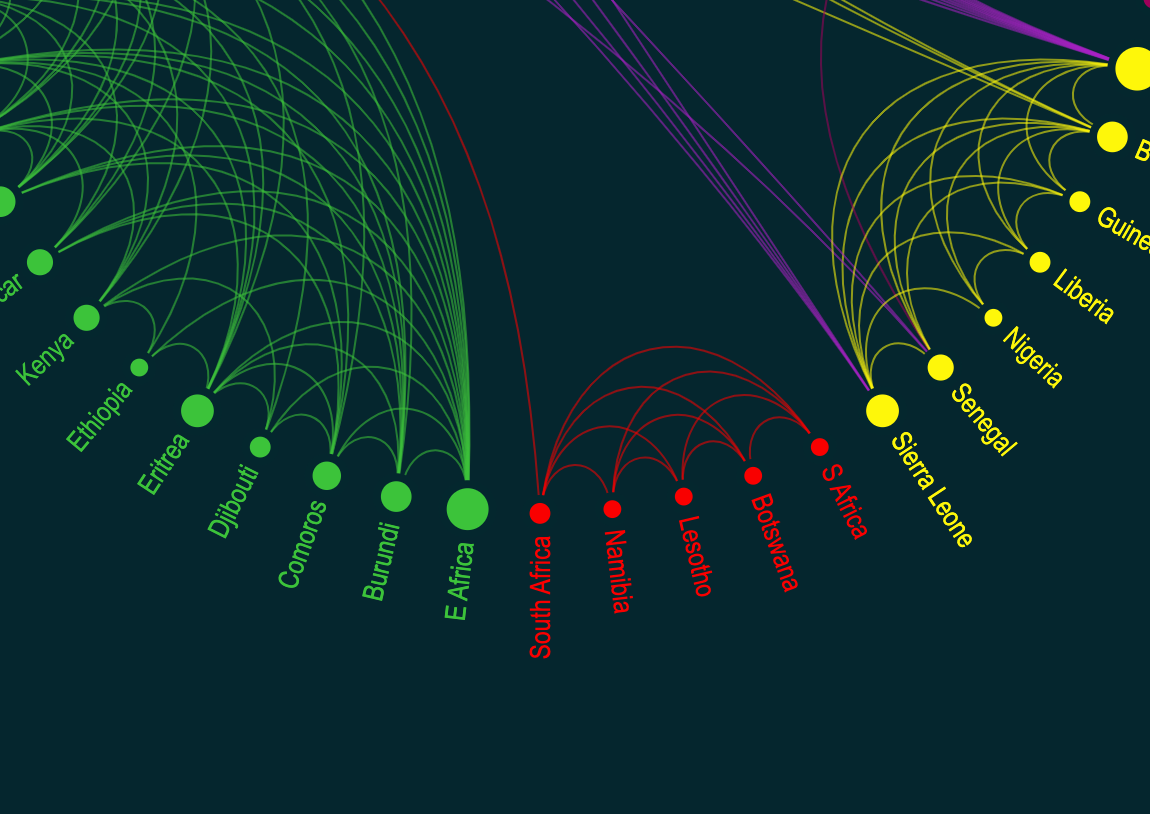 car
Kenya
Ethiopia
Eritrea
Djibouti
Comoros
Burundi
E Africa
South Africa
Namibia
Lesotho
Botswana
S Africa
Sierra Leone
Senegal
Nigeria
Liberia
Guine
B